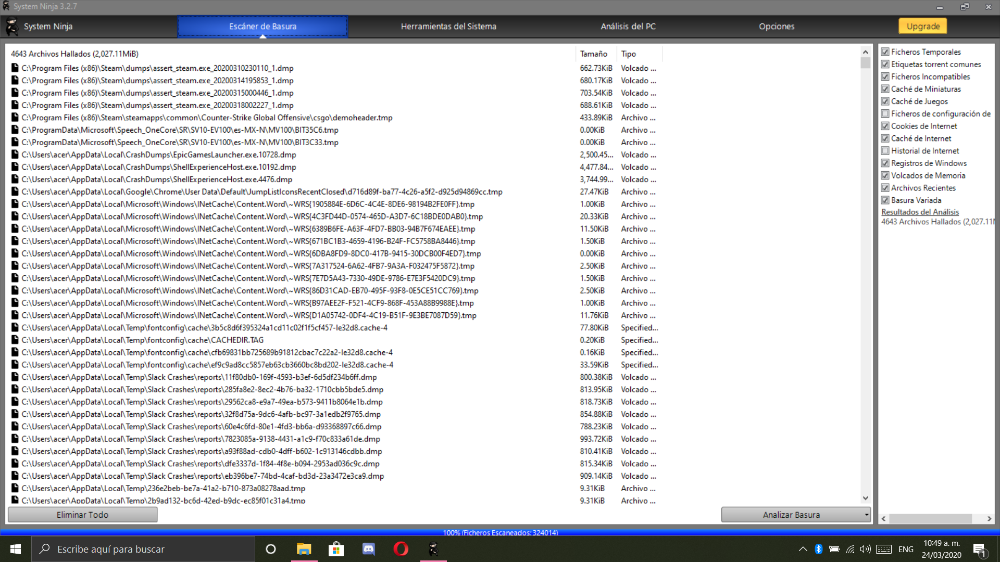 System Ninja 3.2.7
System Ninja
Escáner de Basura
Herramientas del Sistema
Análisis del PC
Opciones
Upgrade
4643 Archivos Hallados (2,027.11MiB) Tamaño Tipo
C:\Program Files (x86)\Steam\dumps\assert_steam.exe_20200310230110_1.dmp 662.73KiB Volcado ...
C:\Program Files (x86)\Steam\dumps\assert_steam.exe_20200314195853_1.dmp 680.17KiB Volcado ...
C:\Program Files (x86)\Steam\dumps\assert_steam.exe_20200315000446_1.dmp 703.54KiB Volcado ...
C:\Program Files (x86)\Steam\dumps\assert_steam.exe_20200318002227_1.dmp 688.61KiB Volcado ...
C:\Program Files (x86)\Steam\steamapps\common\Counter-Strike Global Offensive\csgo\demoheader.tmp 433.89KiB Archivo ...
C:\ProgramData\Microsoft\Speech_OneCore\SR\SV10-EV100\es-MX-N\MV100\BIT35C6.tmp 0.00KiB Archivo ...
C:\ProgramData\Microsoft\Speech_OneCore\SR\SV10-EV100\es-MX-N\MV100\BIT3C33.tmp 0.00KiB Archivo ...
C:\Users\acer\AppData\Local\CrashDumps\EpicGamesLauncher.exe.10728.dmp 2,500.45... Volcado ...
C:\Users\acer\AppData\Local\CrashDumps\ShellExperienceHost.exe.10192.dmp 4,477.84... Volcado ...
C:\Users\acer\AppData\Local\CrashDumps\ShellExperienceHost.exe.4476.dmp 3,744.99... Volcado ...
C:\Users\acer\AppData\Local\Google\Chrome\User Data\Default\JumpListIconsRecentClosed\d716d89f-ba77-4c26-a5f2-d925d94869cc.tmp 27.47KiB Archivo ...
C:\Users\acer\AppData\Local\Microsoft\Windows\INetCache\Content.Word\~WRS{1905884E-6D6C-4C4E-8DE6-98194B2FE0FF}.tmp 1.00KiB Archivo ...
C:\Users\acer\AppData\Local\Microsoft\Windows\INetCache\Content.Word\~WRS{4C3FD44D-0574-465D-A3D7-6C18BDE0DAB0}.tmp 20.33KiB Archivo ...
C:\Users\acer\AppData\Local\Microsoft\Windows\INetCache\Content.Word\~WRS{6389B6FE-A63F-4FD7-BB03-94B7F674EAEE}.tmp 11.50KiB Archivo ...
C:\Users\acer\AppData\Local\Microsoft\Windows\INetCache\Content.Word\~WRS{671BC1B3-4659-4196-B24F-FC5758BA8446}.tmp 1.50KiB Archivo ...
C:\Users\acer\AppData\Local\Microsoft\Windows\INetCache\Content.Word\~WRS{6DBA8FD9-8DC0-417B-9415-30DCB00F4ED7}.tmp 0.00KiB Archivo ...
C:\Users\acer\AppData\Local\Microsoft\Windows\INetCache\Content.Word\~WRS{7A317524-6A62-4FB7-9A3A-F032475F5872}.tmp 2.50KiB Archivo ...
C:\Users\acer\AppData\Local\Microsoft\Windows\INetCache\Content.Word\~WRS{7E7D5A43-7330-49DE-9786-E7E3F5420DC9}.tmp 1.50KiB Archivo ...
C:\Users\acer\AppData\Local\Microsoft\Windows\INetCache\Content.Word\~WRS{86D31CAD-EB70-495F-93F8-0E5CE51CC769}.tmp 2.50KiB Archivo ...
C:\Users\acer\AppData\Local\Microsoft\Windows\INetCache\Content.Word\~WRS{B97AEE2F-F521-4CF9-868F-453A88B9988E}.tmp 1.00KiB Archivo ...
C:\Users\acer\AppData\Local\Microsoft\Windows\INetCache\Content.Word\~WRS{D1A05742-0DF4-4C19-B51F-9E3BE7087D59}.tmp 11.76KiB Archivo ...
C:\Users\acer\AppData\Local\Temp\fontconfig\cache\3b5c8d6f395324a1cd11c02f1f5cf457-le32d8.cache-4 77.80KiB Specified...
C:\Users\acer\AppData\Local\Temp\fontconfig\cache\CACHEDIR.TAG 0.20KiB Specified...
C:\Users\acer\AppData\Local\Temp\fontconfig\cache\cfb69831bb725689b91812cbac7c22a2-le32d8.cache-4 0.16KiB Specified...
C:\Users\acer\AppData\Local\Temp\fontconfig\cache\ef9c9ad8cc5857eb63cb3660bc8bd202-le32d8.cache-4 33.59KiB Specified...
C:\Users\acer\AppData\Local\Temp\Slack Crashes\reports\11f80db0-169f-4593-b3ef-6d5df234b6ff.dmp 800.38KiB Volcado ...
C:\Users\acer\AppData\Local\Temp\Slack Crashes\reports\285fa8e2-8ec2-4b76-ba32-1710cbb5bde5.dmp 813.95KiB Volcado ...
C:\Users\acer\AppData\Local\Temp\Slack Crashes\reports\29562ca8-e9a7-49ea-b573-9411b8064e1b.dmp 818.73KiB Volcado ...
C:\Users\acer\AppData\Local\Temp\Slack Crashes\reports\32f8d75a-9dc6-4afb-bc97-3a1edb2f9765.dmp 854.88KiB Volcado ...
C:\Users\acer\AppData\Local\Temp\Slack Crashes\reports\60e4c6fd-80e1-4fd3-bb6a-d93368897c66.dmp 788.23KiB Volcado ...
C:\Users\acer\AppData\Local\Temp\Slack Crashes\reports\7823085a-9138-4431-a1c9-f70c833a61de.dmp 993.72KiB Volcado ...
C:\Users\acer\AppData\Local\Temp\Slack Crashes\reports\a93f88ad-cdb0-4dff-b602-1c913146cdbb.dmp 810.41KiB Volcado ...
C:\Users\acer\AppData\Local\Temp\Slack Crashes\reports\dfe3337d-1f84-4f8e-b094-2953ad036c9c.dmp 815.34KiB Volcado ...
C:\Users\acer\AppData\Local\Temp\Slack Crashes\reports\eb396be7-74bd-4caf-bd3d-23a3472e3ca9.dmp 909.14KiB Volcado ...
C:\Users\acer\AppData\Local\Temp\236e2beb-be7a-41a2-b710-873a08278aad.tmp 9.31KiB Archivo ...
C:\Users\acer\AppData\Local\Temp\2b9ad132-bc6d-42ed-b9dc-ec85f01c31a4.tmp 9.31KiB Archivo ...
Eliminar Todo
Analizar Basura
Ficheros Temporales
Etiquetas torrent comunes
Ficheros Incompatibles
Caché de Miniaturas
Caché de Juegos
Ficheros de configuración de
Cookies de Internet
Caché de Internet
Historial de Internet
Registros de Windows
Volcados de Memoria
Archivos Recientes
Basura Variada
Resultados del Análisis
4643 Archivos Hallados (2,027.11
100% (Ficheros Escaneados: 324014)
Escribe aquí para buscar
ENG
10:49 a. m.
24/03/2020
1